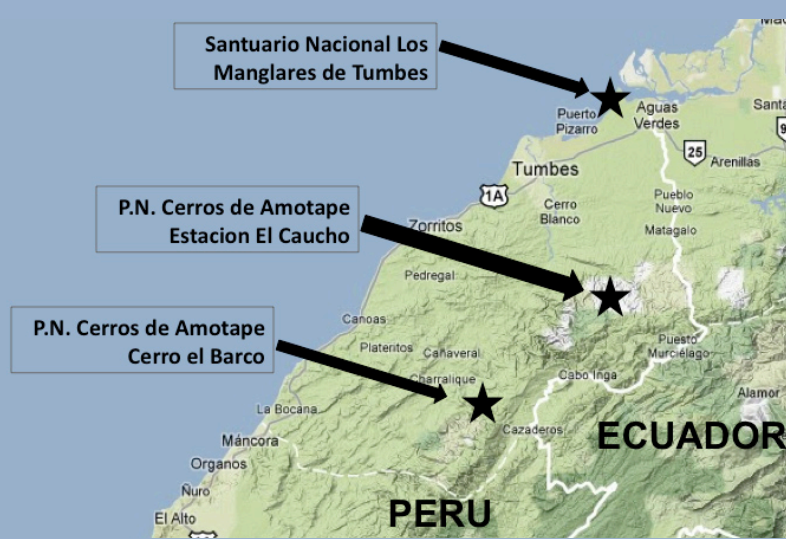 Santuario Nacional Los
Manglares de Tumbes
Puerto
Pizarro
Aguas
Verdes
25
Arenillas
Tumbes
1A
P.N. Cerros de Amotape
Estacion El Caucho
Cerro
Blanco
Pueblo
Nuevo
Zorritos
Matagalo
Pedregal
P.N. Cerros de Amotape
Cerro el Barco
Canoas
Plateritos
Cañaveral
Puesto
Murciélago
Charralique
Cabo Inga
Alamor
La Bocana
Cazaderos
Máncora
ECUADOR
Organos
Ñuro
PERU
El Alto